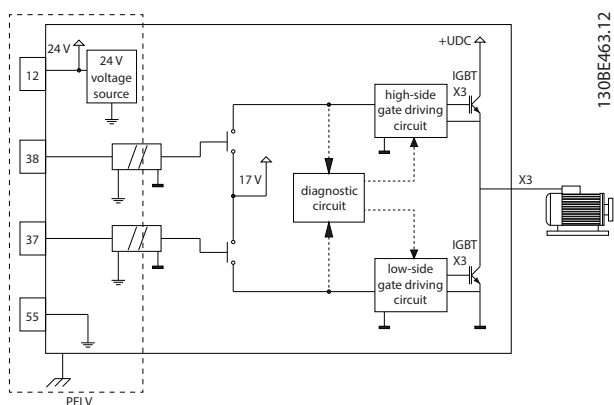 130BE463.12
24 V
12
24 V
voltage
source
38
37
55
PELV
17 V
diagnostic
circuit
+UDC
IGBT
X3
high-side
gate driving
circuit
X3
IGBT
X3
low-side
gate driving
circuit